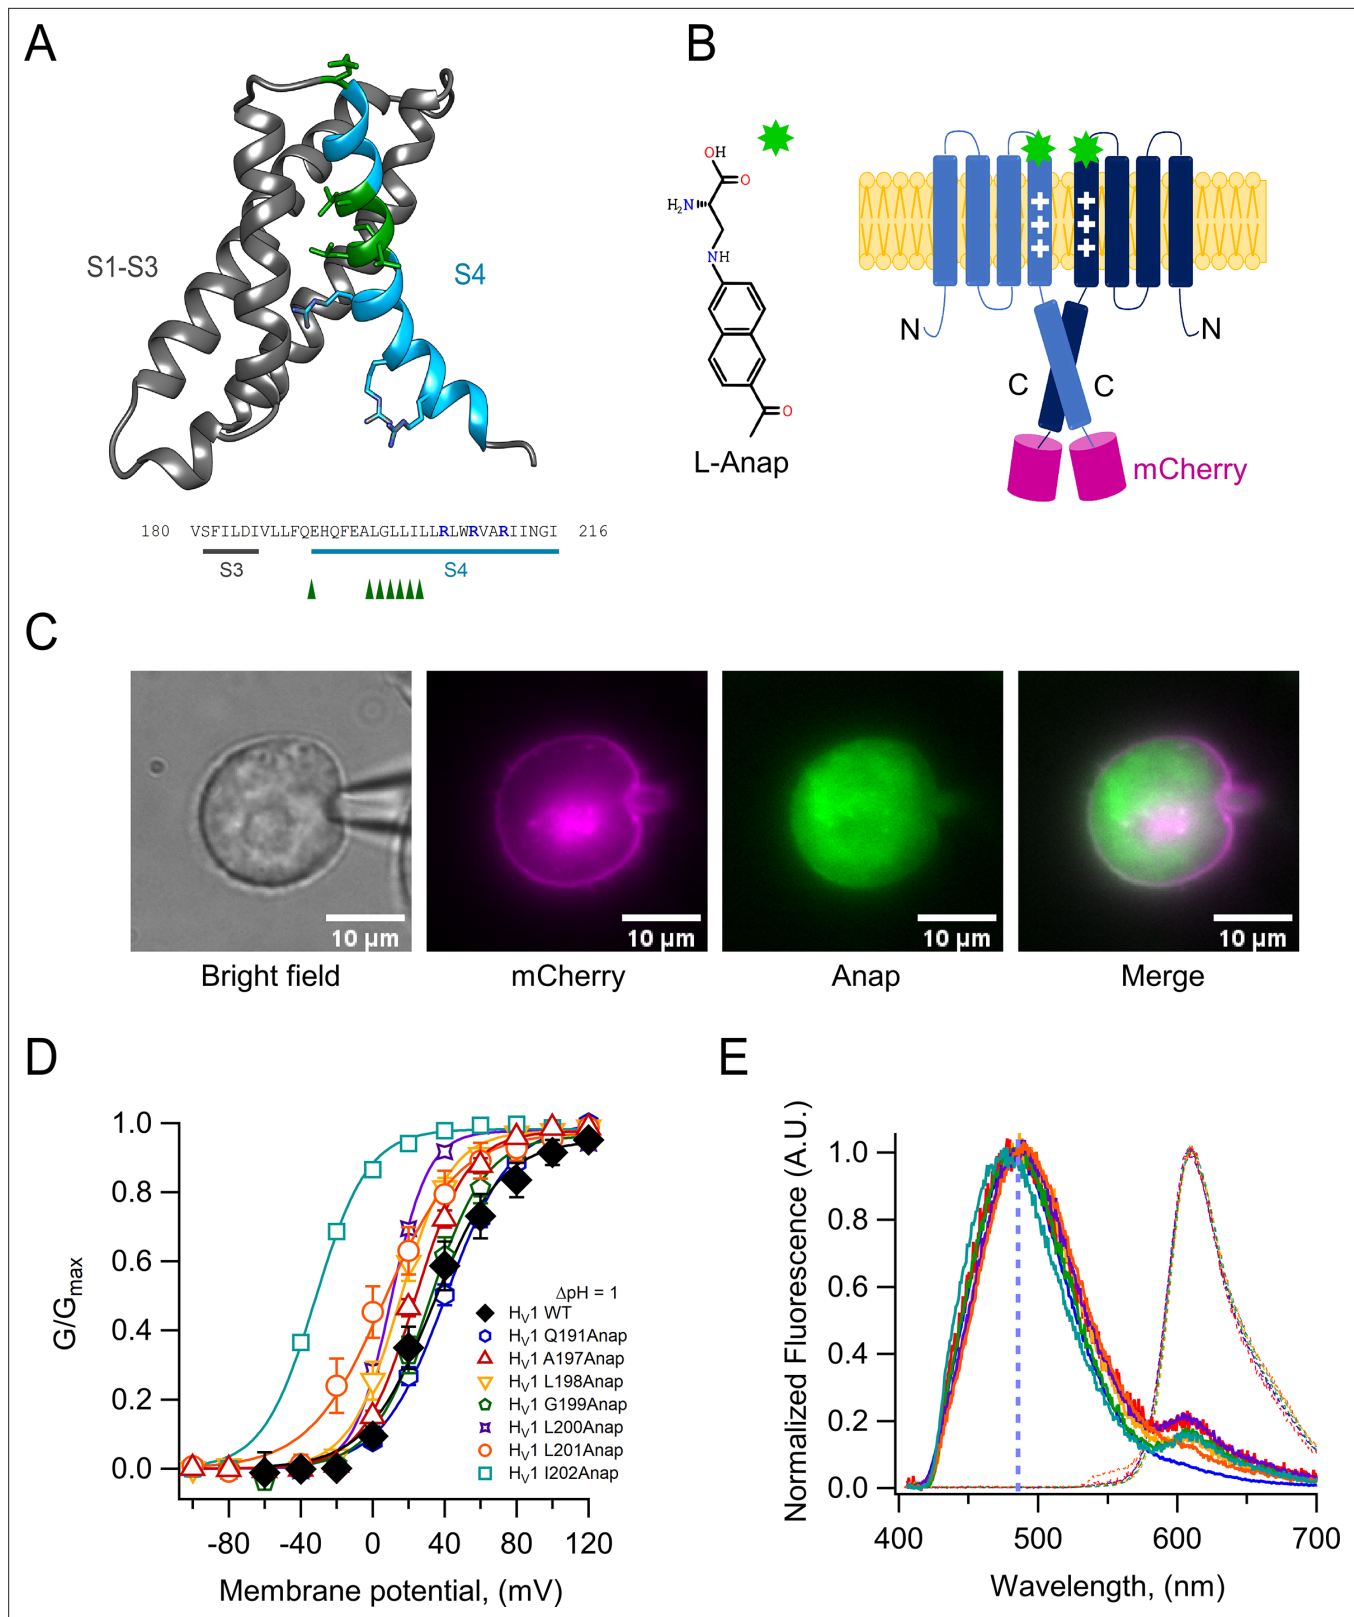 A
B
S1-S3
S4
OH
O
H2N
NH
O
L-Anap
N
N
C
C
mCherry
180 VSFILDIVLLFQEHQFEALGLLILLRLWRVARIINGI 216
S3
S4
C
10 µm
10 µm
10 µm
10 µm
Bright field
mCherry
Anap
Merge
D
G/Gmax
1.0
0.8
0.6
0.4
0.2
0.0
-80
-40
0
40
80
120
Membrane potential, (mV)
ΔpH = 1
HV1 WT
HV1 Q191Anap
HV1 A197Anap
HV1 L198Anap
HV1 G199Anap
HV1 L200Anap
HV1 L201Anap
HV1 I202Anap
E
Normalized Fluorescence (A.U.)
1.0
0.8
0.6
0.4
0.2
0.0
400
500
600
700
Wavelength, (nm)